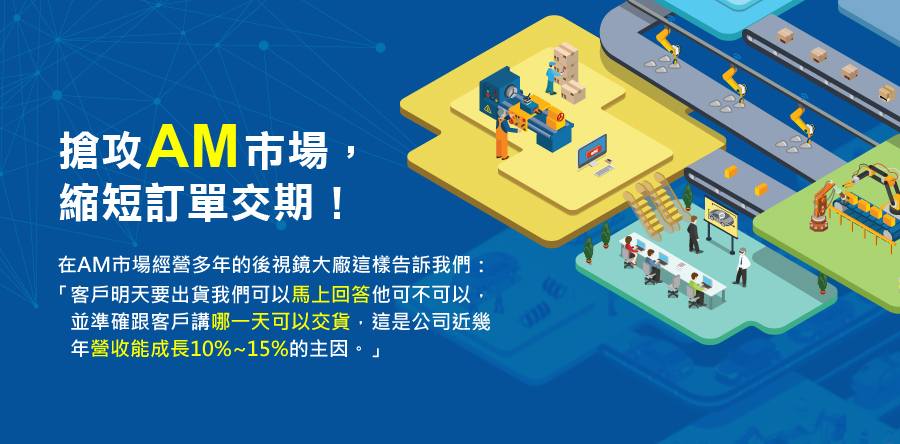 搶攻AM市場，
縮短訂單交期！
在AM市場經營多年的後視鏡大廠這樣告訴我們：
「客戶明天要出貨我們可以馬上回答他可不可以，
並準確跟客戶講哪一天可以交貨，這是公司近幾
年營收能成長10%~15%的主因。」